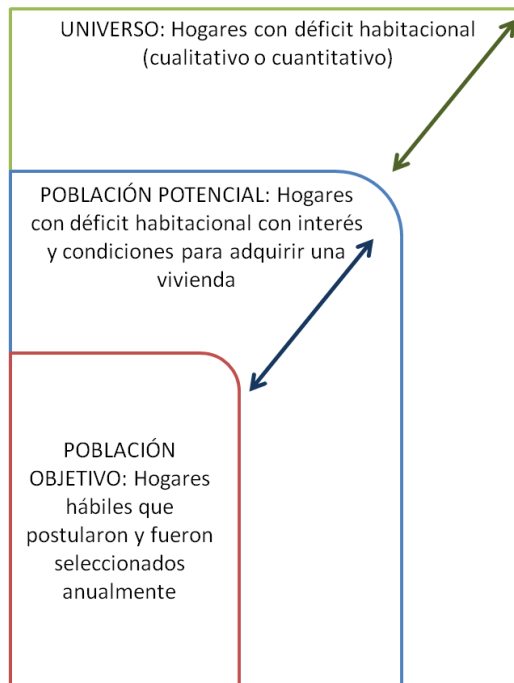 UNIVERSO: Hogares con déficit habitacional
(cualitativo o cuantitativo)
POBLACIÓN POTENCIAL: Hogares
con déficit habitacional con interés
y condiciones para adquirir una
vivienda
POBLACIÓN
OBJETIVO: Hogares
hábiles que
postularon y fueron
seleccionados
anualmente